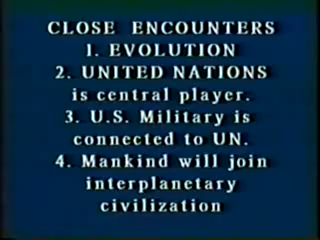 CLOSE ENCOUNTERS
1. EVOLUTION
2. UNITED NATIONS
is central player.
3. U.S. Military is
connected to UN.
4. Mankind will join
interplanetary
civilization